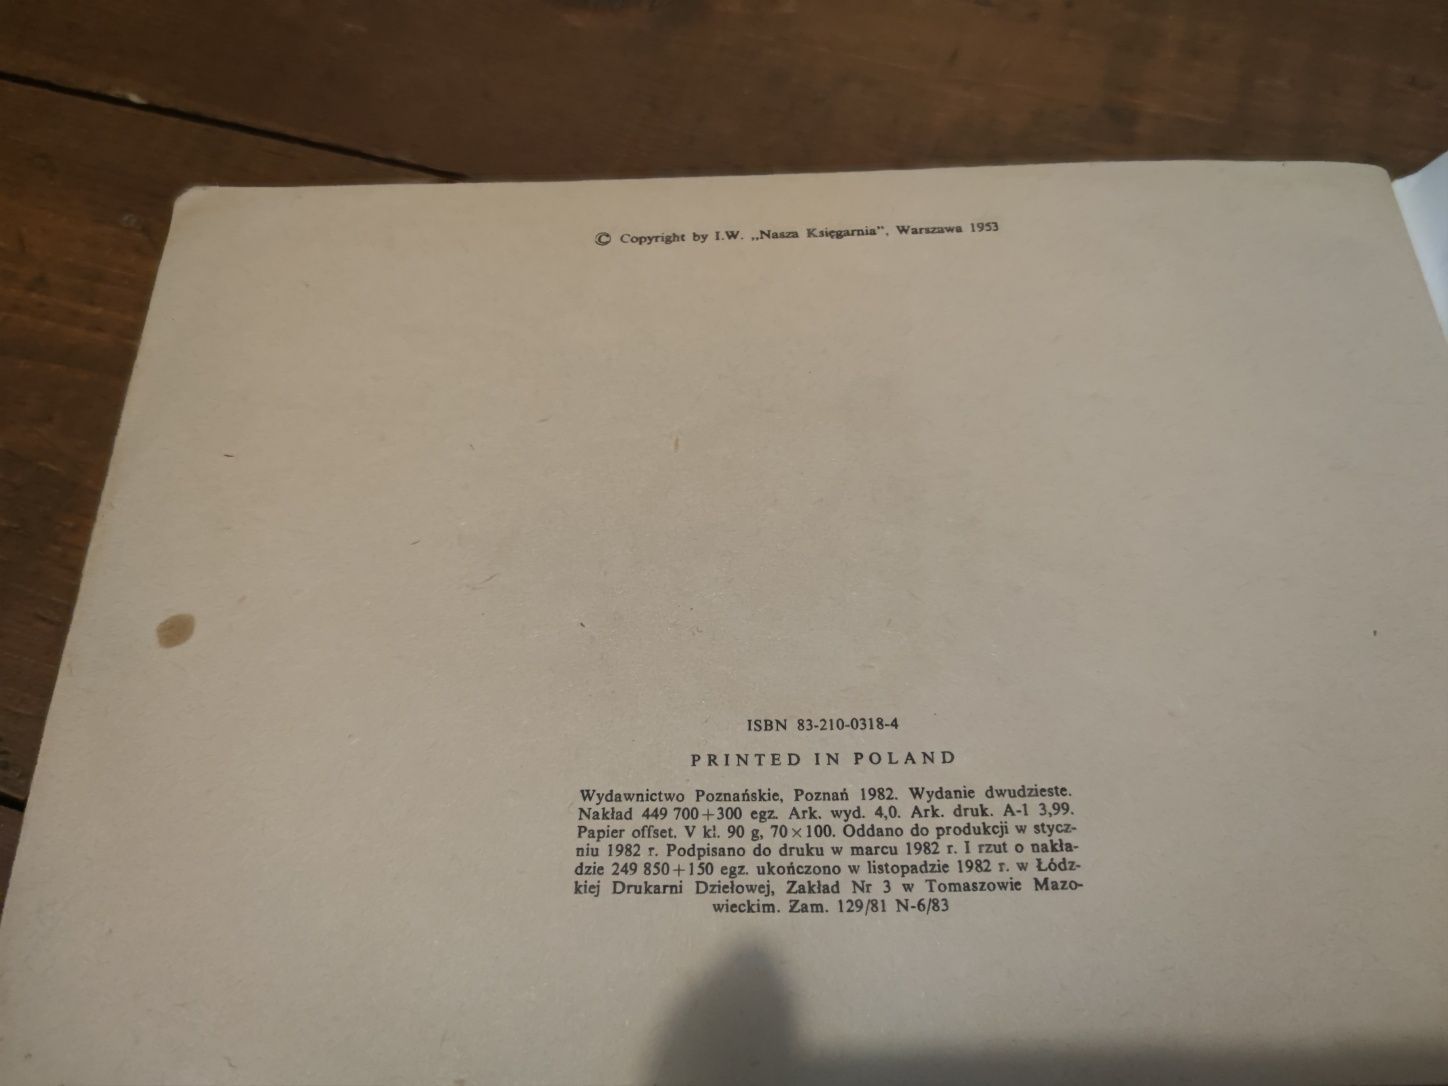 © Copyright by I.W. „Nasza Księgarnia”, Warszawa 1953
ISBN 83-210-0318-4
PRINTED IN POLAND
Wydawnictwo Poznańskie, Poznań 1982. Wydanie dwudzieste.
Nakład 449 700+300 egz. Ark. wyd. 4,0. Ark. druk. A-1 3,99.
Papier offset. V kl. 90 g, 70×100. Oddano do produkcji w stycz-
niu 1982 r. Podpisano do druku w marcu 1982 r. I rzut o nakła-
dzie 249 850+150 egz. ukończono w listopadzie 1982 r. w Łódz-
kiej Drukarni Dziełowej, Zakład Nr 3 w Tomaszowie Mazo-
wieckim. Zam. 129/81 N-6/83